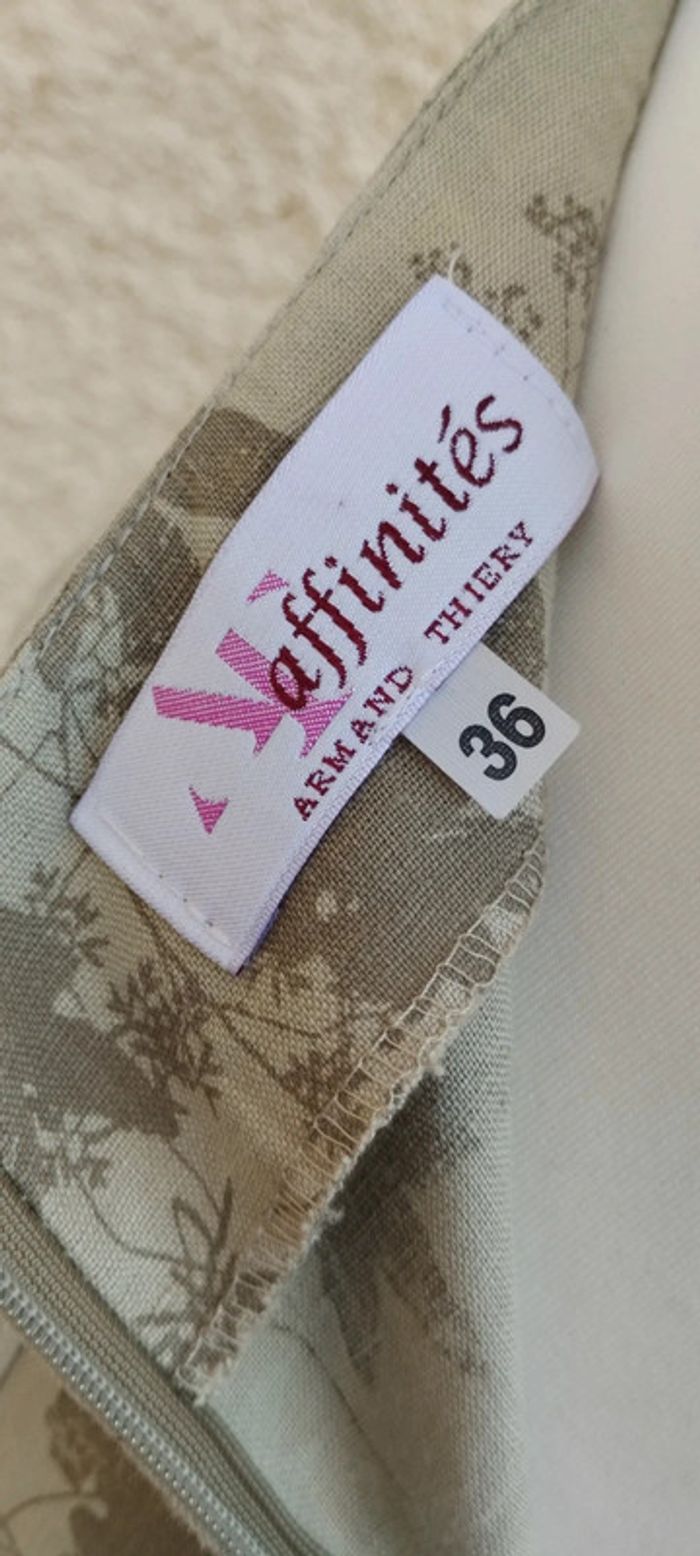 affinités
ARMAND THIERY
36